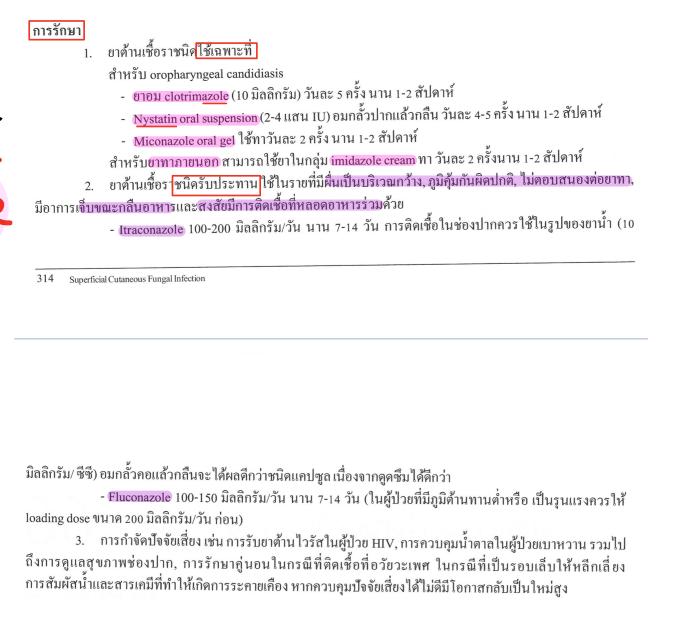 การรักษา
1. ยาต้านเชื้อราชนิดใช้เฉพาะที่
สำหรับ oropharyngeal candidiasis
- ยาอม clotrimazole (10 มิลลิกรัม) วันละ 5 ครั้ง นาน 1-2 สัปดาห์
- Nystatin oral suspension (2-4 แสน IU) อมกลั้วปากแล้วกลืน วันละ 4-5 ครั้ง นาน 1-2 สัปดาห์
- Miconazole oral gel ใช้ทาวันละ 2 ครั้ง นาน 1-2 สัปดาห์
สำหรับยาทาภายนอก สามารถใช้ยาในกลุ่ม imidazole cream ทา วันละ 2 ครั้งนาน 1-2 สัปดาห์
2. ยาต้านเชื้อราชนิดรับประทาน ใช้ในรายที่มีผื่นเป็นบริเวณกว้าง, ภูมิคุ้มกันผิดปกติ, ไม่ตอบสนองต่อยาทา,
มีอาการเจ็บขณะกลืนอาหารและสงสัยมีการติดเชื้อที่หลอดอาหารร่วมด้วย
- Itraconazole 100-200 มิลลิกรัม/วัน นาน 7-14 วัน การติดเชื้อในช่องปากควรใช้ในรูปของยาน้ำ (10
314 Superficial Cutaneous Fungal Infection
มิลลิกรัม/ ซีซี) อมกลั้วคอแล้วกลืนจะได้ผลดีกว่าชนิดแคปซูล เนื่องจากดูดซึมได้ดีกว่า
- Fluconazole 100-150 มิลลิกรัม/วัน นาน 7-14 วัน (ในผู้ป่วยที่มีภูมิต้านทานต่ำหรือ เป็นรุนแรงควรให้
loading dose ขนาด 200 มิลลิกรัม/วัน ก่อน)
3. การกำจัดปัจจัยเสี่ยง เช่น การรับยาต้านไวรัสในผู้ป่วย HIV, การควบคุมน้ำตาลในผู้ป่วยเบาหวาน รวมไป
ถึงการดูแลสุขภาพช่องปาก, การรักษาคู่นอนในกรณีที่ติดเชื้อที่อวัยวะเพศ ในกรณีที่เป็นรอบเล็บให้หลีกเลี่ยง
การสัมผัสน้ำและสารเคมีที่ทำให้เกิดการระคายเคือง หากควบคุมปัจจัยเสี่ยงได้ไม่ดีมีโอกาสกลับเป็นใหม่สูง